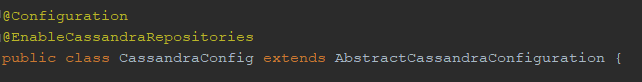 @Configuration
@EnableCassandraRepositories
public class CassandraConfig extends AbstractCassandraConfiguration {